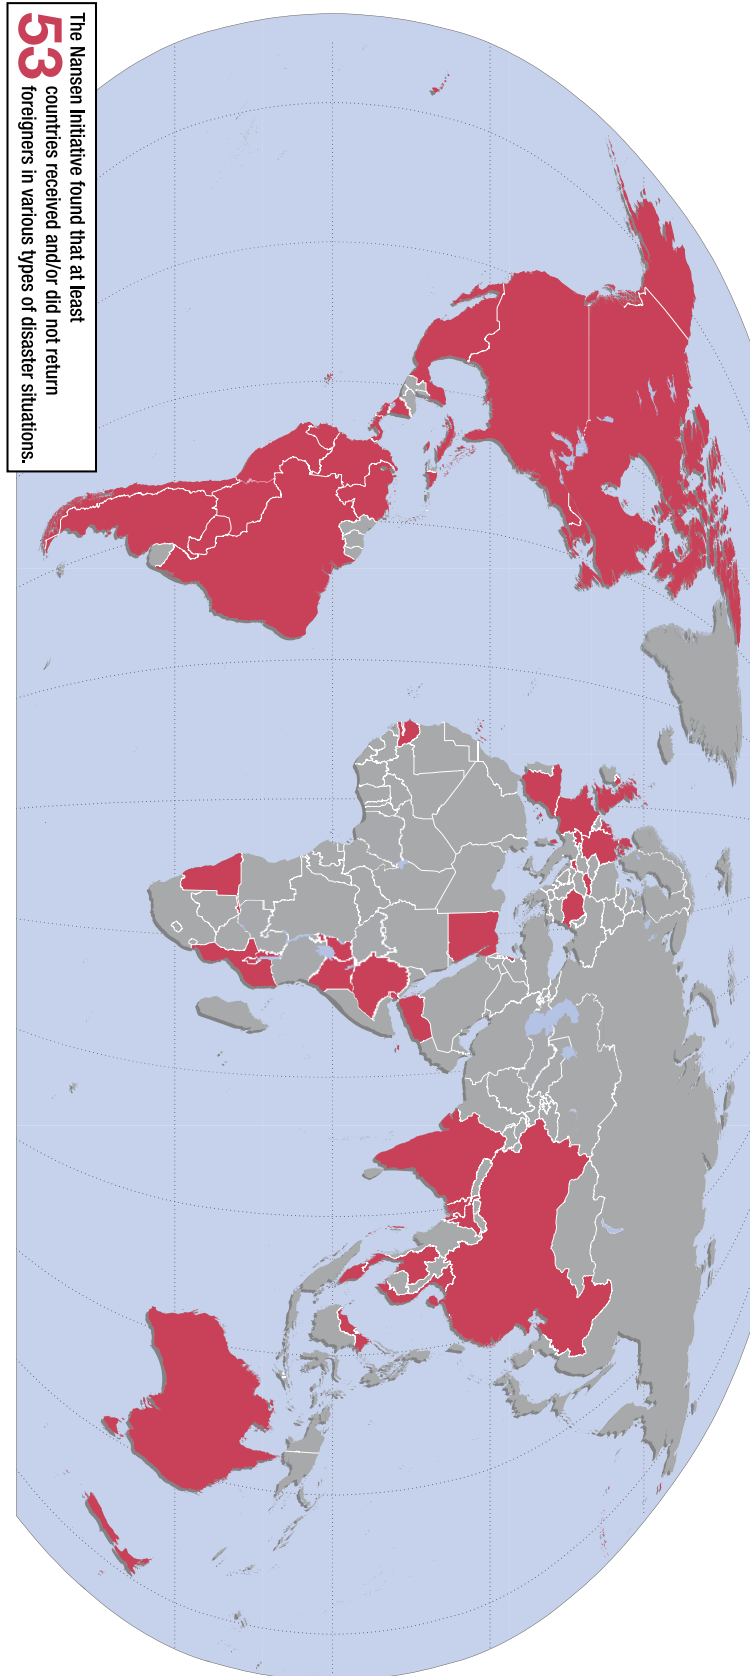 The Nansen Initiative found that at least
53 countries received and/or did not return
foreigners in various types of disaster situations.